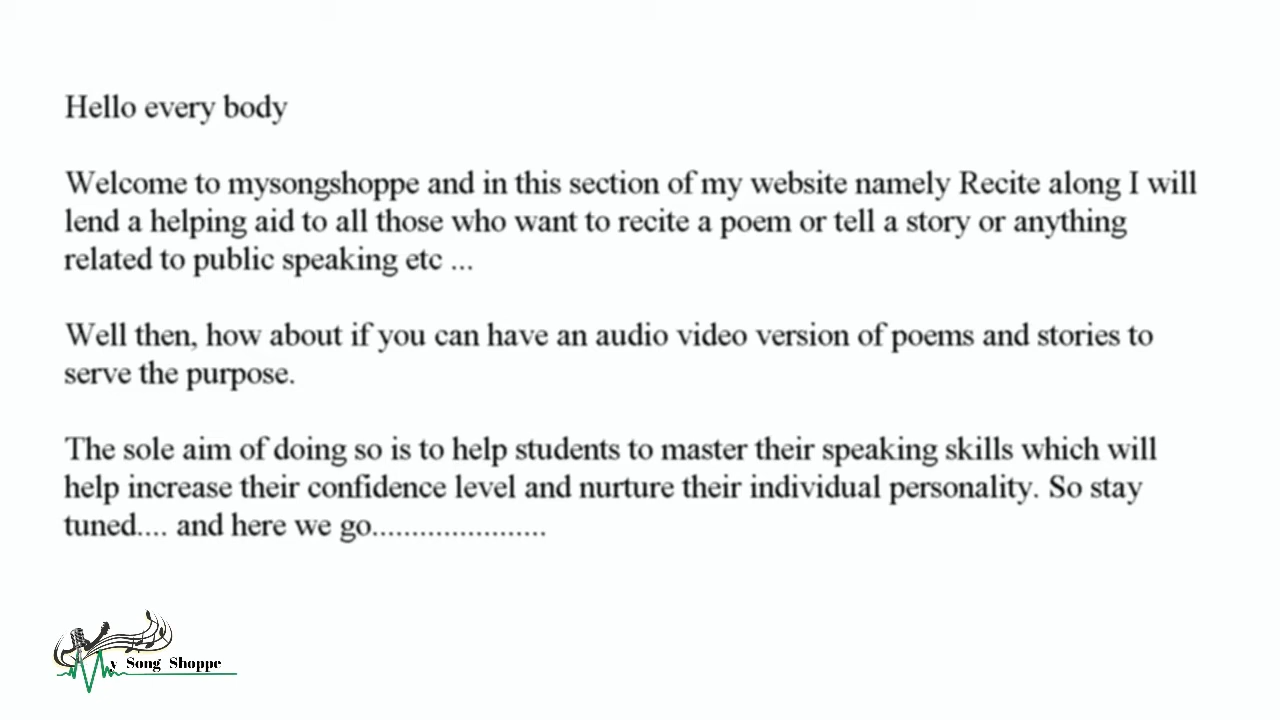 Hello every body
Welcome to mysongshoppe and in this section of my website namely Recite along I will
lend a helping aid to all those who want to recite a poem or tell a story or anything
related to public speaking etc ...
Well then, how about if you can have an audio video version of poems and stories to
serve the purpose.
The sole aim of doing so is to help students to master their speaking skills which will
help increase their confidence level and nurture their individual personality. So stay
tuned.... and here we go......................
My Song Shoppe